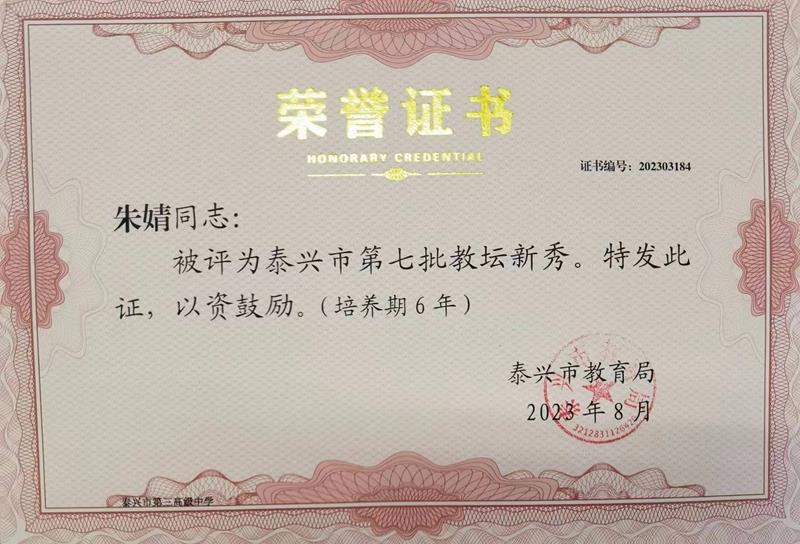 荣誉证书
HONORARY CREDENTIAL
证书编号：202303184
朱婧同志：
被评为泰兴市第七批教坛新秀。特发此
证，以资鼓励。（培养期6年）
泰兴市教育局
2023年8月
泰兴市第三高级中学